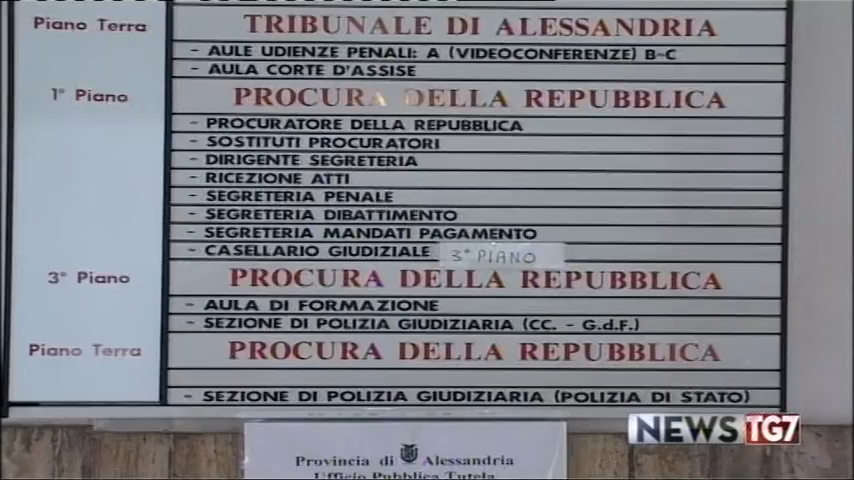 Piano Terra TRIBUNALE DI ALESSANDRIA
- AULE UDIENZE PENALI: A (VIDEOCONFERENZE) B-C
- AULA CORTE D'ASSISE
1° Piano PROCURA DELLA REPUBBLICA
- PROCURATORE DELLA REPUBBLICA
- SOSTITUTI PROCURATORI
- DIRIGENTE SEGRETERIA
- RICEZIONE ATTI
- SEGRETERIA PENALE
- SEGRETERIA DIBATTIMENTO
- SEGRETERIA MANDATI PAGAMENTO
- CASELLARIO GIUDIZIALE 3° PIANO
3° Piano PROCURA DELLA REPUBBLICA
- AULA DI FORMAZIONE
- SEZIONE DI POLIZIA GIUDIZIARIA (CC. - G.d.F.)
Piano Terra PROCURA DELLA REPUBBLICA
- SEZIONE DI POLIZIA GIUDIZIARIA (POLIZIA DI STATO)
NEWS TG7
Provincia di Alessandria
Ufficio Pubblica Tutela